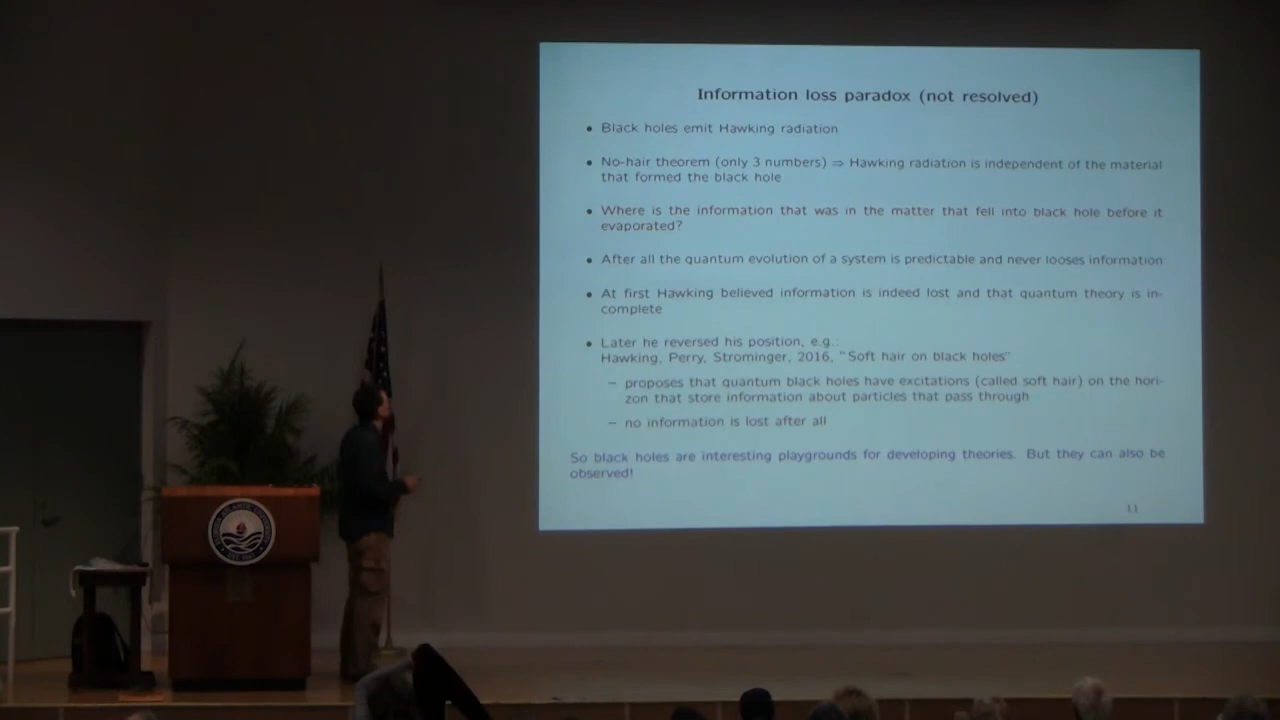 Information loss paradox (not resolved)
• Black holes emit Hawking radiation
• No-hair theorem (only 3 numbers) ⇒ Hawking radiation is independent of the material
that formed the black hole
• Where is the information that was in the matter that fell into black hole before it
evaporated?
• After all the quantum evolution of a system is predictable and never looses information
• At first Hawking believed information is indeed lost and that quantum theory is in-
complete
• Later he reversed his position, e.g.:
Hawking, Perry, Strominger, 2016, "Soft hair on black holes"
– proposes that quantum black holes have excitations (called soft hair) on the hori-
zon that store information about particles that pass through
– no information is lost after all
So black holes are interesting playgrounds for developing theories. But they can also be
observed!
11